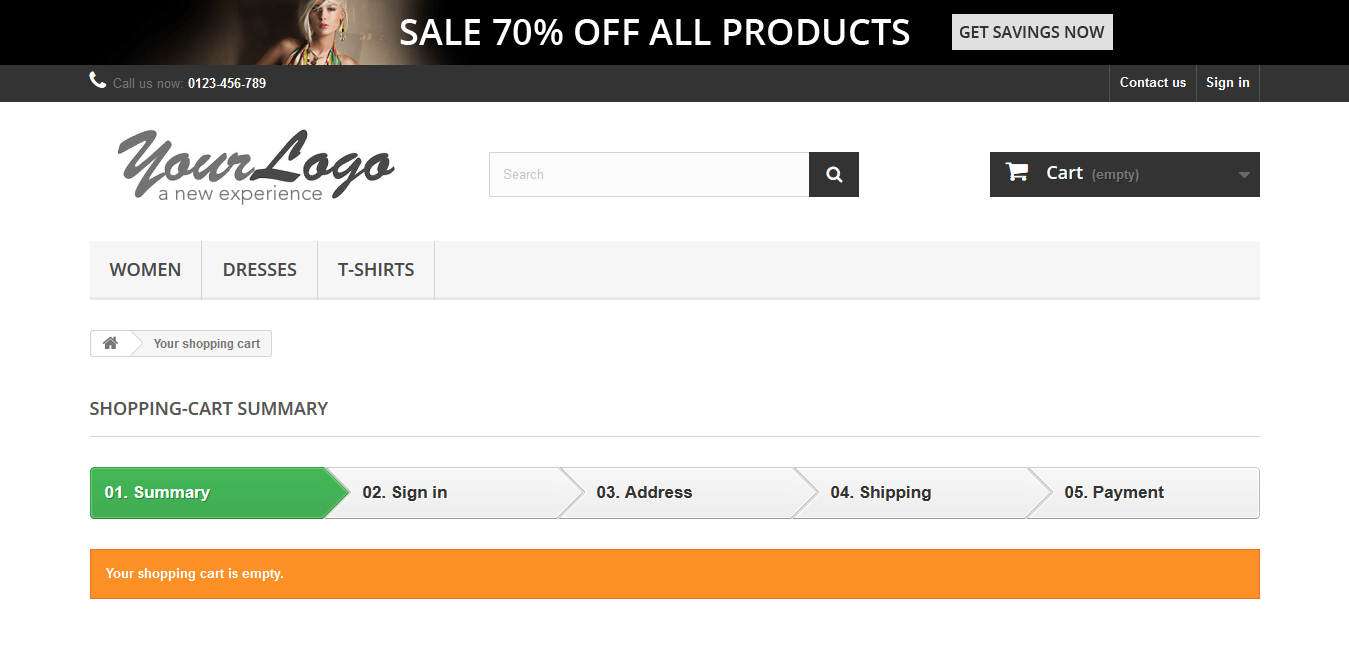 SALE 70% OFF ALL PRODUCTS GET SAVINGS NOW
Call us now: 0123-456-789 Contact us Sign in
YourLogo
a new experience
Search
Cart (empty)
WOMEN DRESSES T-SHIRTS
Your shopping cart
SHOPPING-CART SUMMARY
01. Summary 02. Sign in 03. Address 04. Shipping 05. Payment
Your shopping cart is empty.